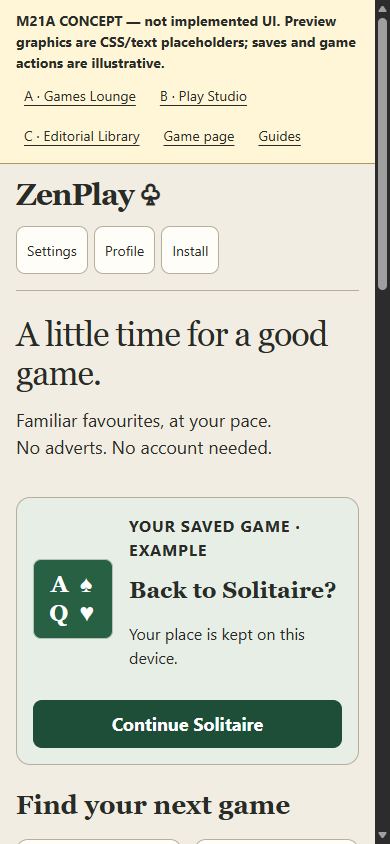 M21A CONCEPT — not implemented UI. Preview
graphics are CSS/text placeholders; saves and game
actions are illustrative.
A · Games Lounge B · Play Studio
C · Editorial Library Game page Guides
ZenPlay ♧
Settings Profile Install
A little time for a good
game.
Familiar favourites, at your pace.
No adverts. No account needed.
YOUR SAVED GAME ·
EXAMPLE
A ♠
Q ♥
Back to Solitaire?
Your place is kept on this
device.
Continue Solitaire
Find your next game